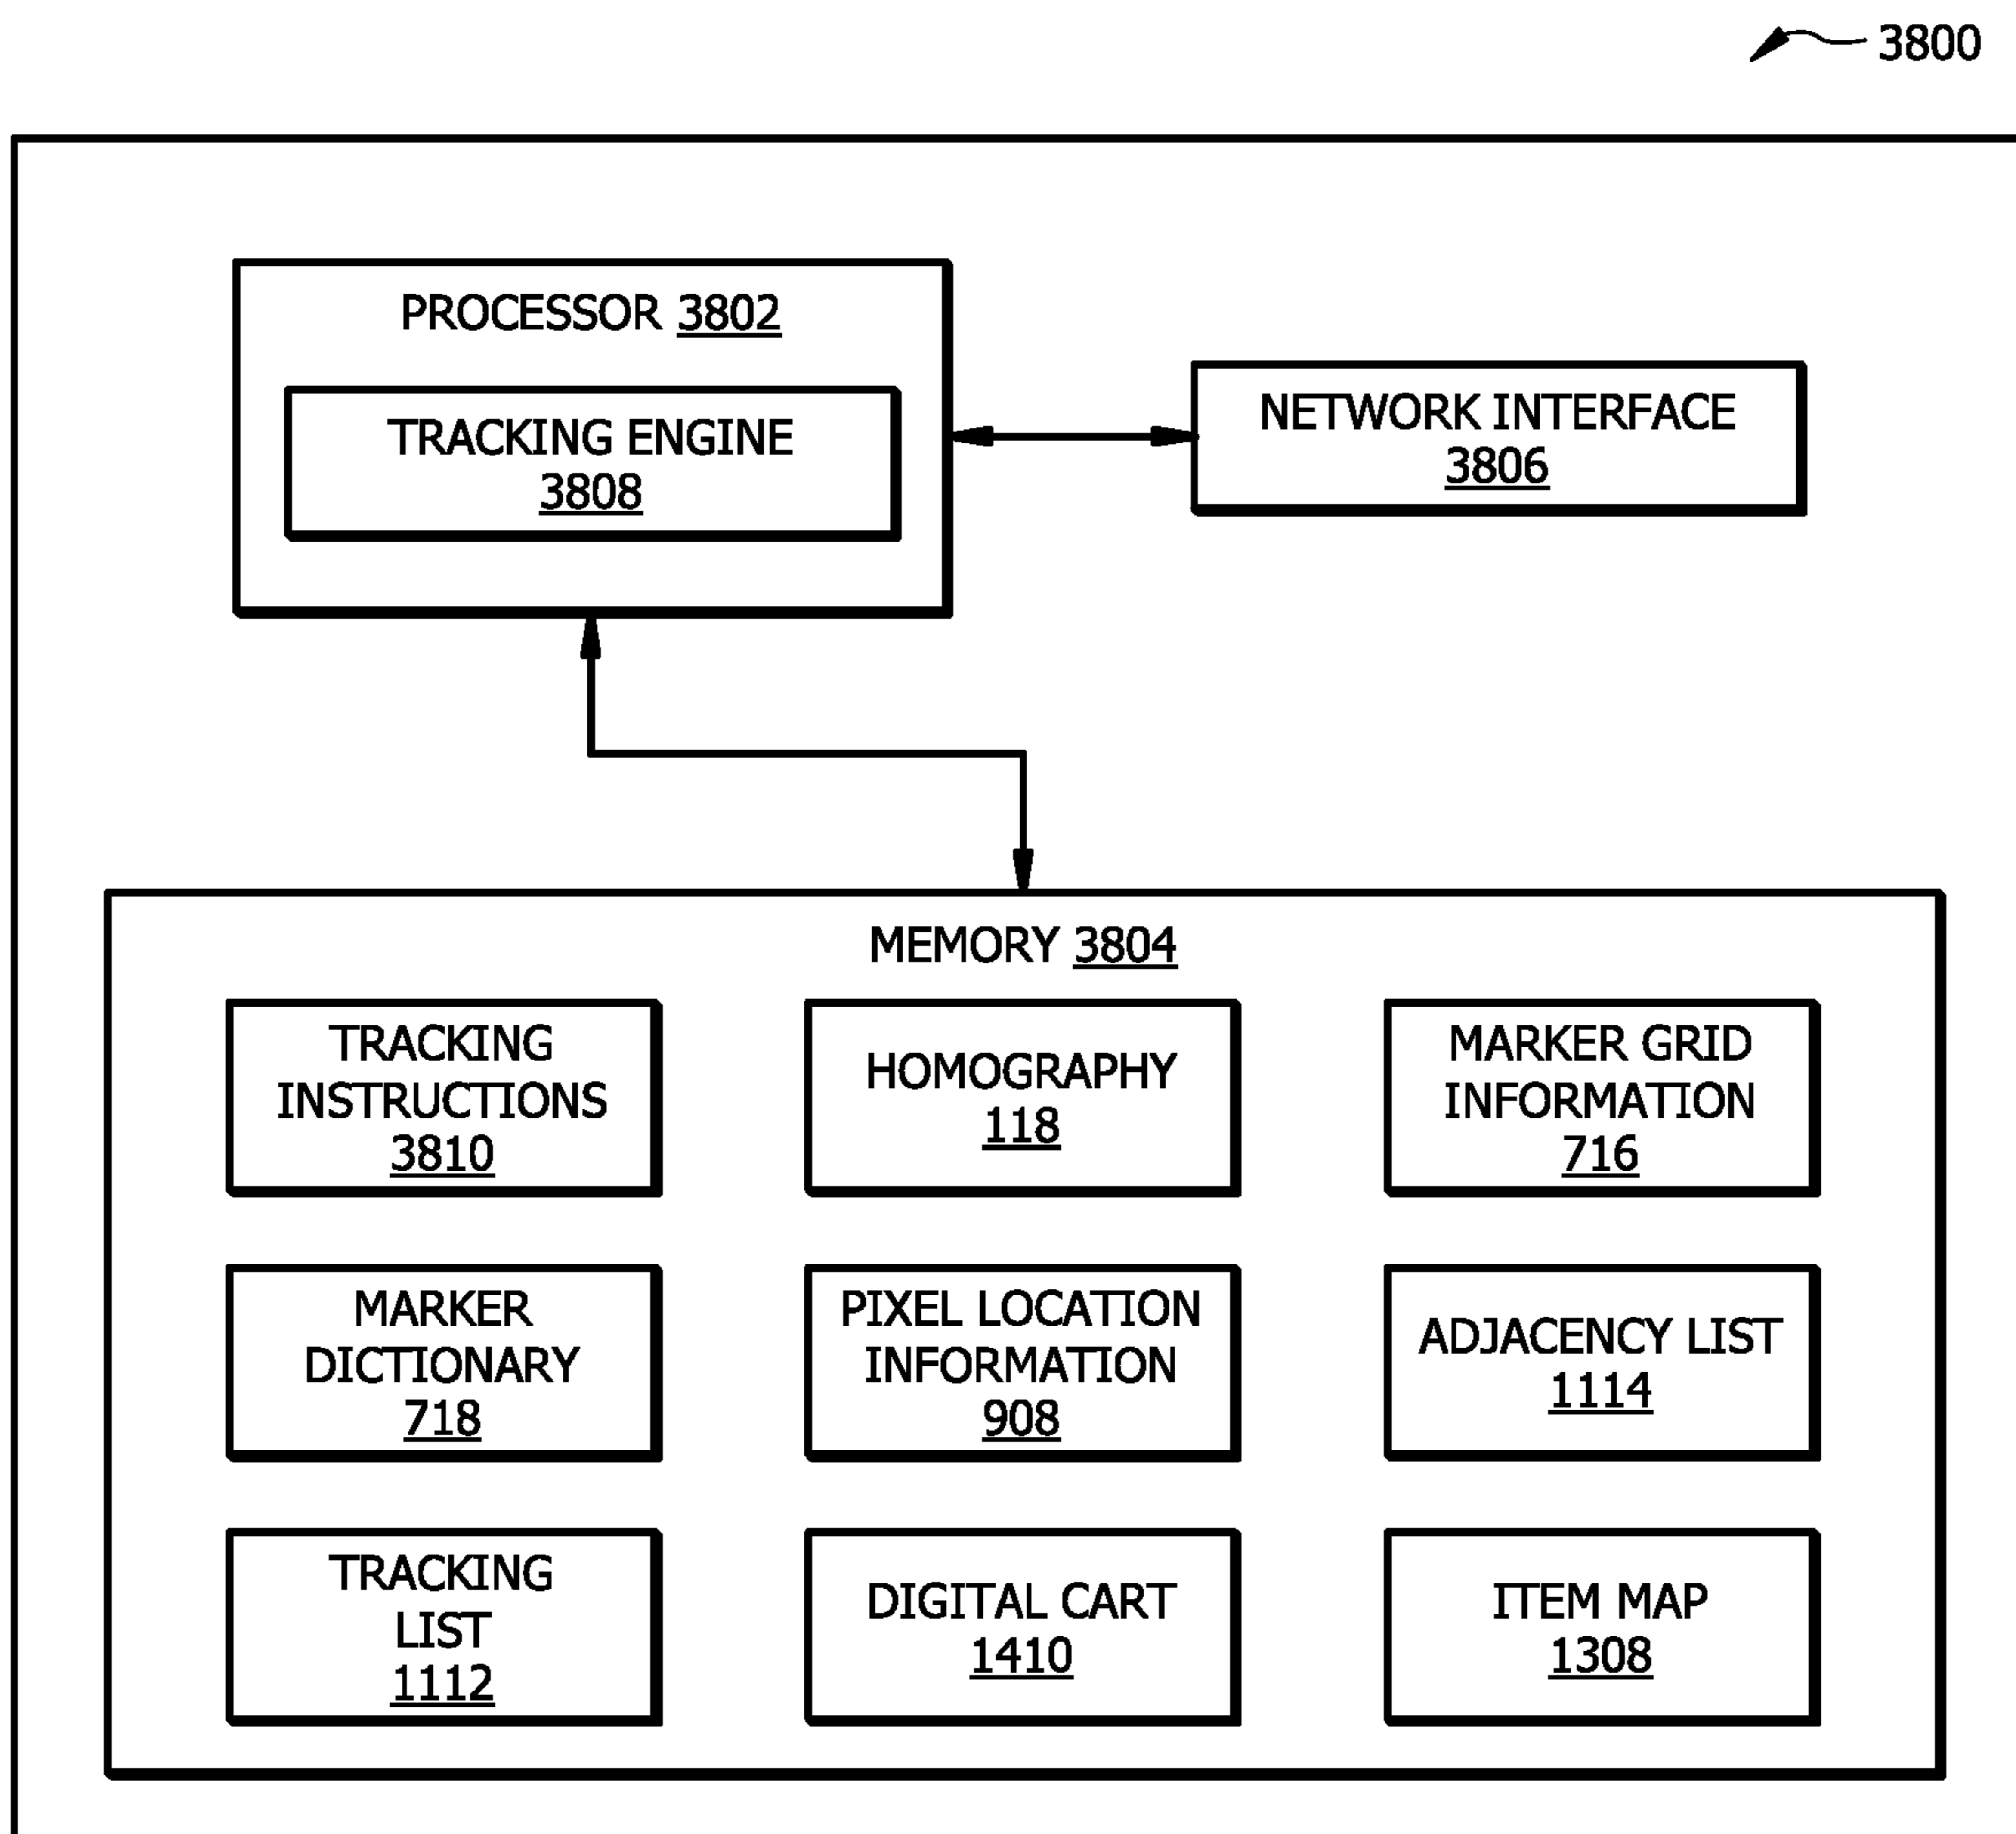 3800
PROCESSOR 3802
TRACKING ENGINE
3808
NETWORK INTERFACE
3806
MEMORY 3804
TRACKING
INSTRUCTIONS
3810
HOMOGRAPHY
118
MARKER GRID
INFORMATION
716
MARKER
DICTIONARY
718
PIXEL LOCATION
INFORMATION
908
ADJACENCY LIST
1114
TRACKING
LIST
1112
DIGITAL CART
1410
ITEM MAP
1308